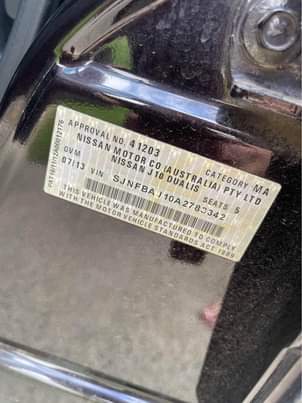 APPROVAL NO. 41203 CATEGORY MA
NISSAN MOTOR CO (AUSTRALIA) PTY LTD
NISSAN J10 DUALIS
GVM SEATS 5
07/13 VIN SJNFBAJ10A2783342
THIS VEHICLE WAS MANUFACTURED TO COMPLY
WITH THE MOTOR VEHICLE STANDARDS ACT 1989